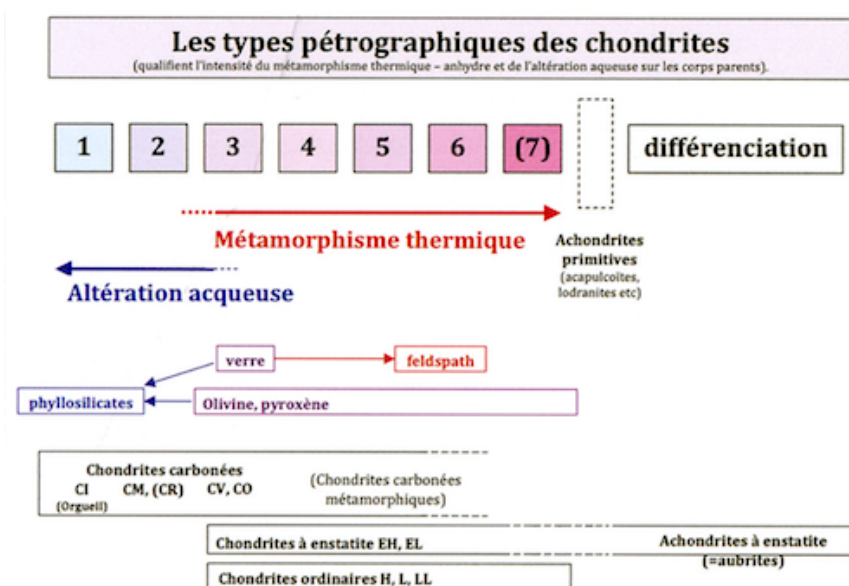 Les types pétrographiques des chondrites
(qualifient l'intensité du métamorphisme thermique – anhydre et de l'altération aqueuse sur les corps parents).
1 2 3 4 5 6 (7) différenciation
Métamorphisme thermique
Achondrites
primitives
(acapulcoïtes,
lodranites etc)
Altération acqueuse
verre feldspath
phyllosilicates Olivine, pyroxène
Chondrites carbonées
CI CM, (CR) CV, CO
(Orgueil)
(Chondrites carbonées
métamorphiques)
Chondrites à enstatite EH, EL
Achondrites à enstatite
(=aubrites)
Chondrites ordinaires H, L, LL